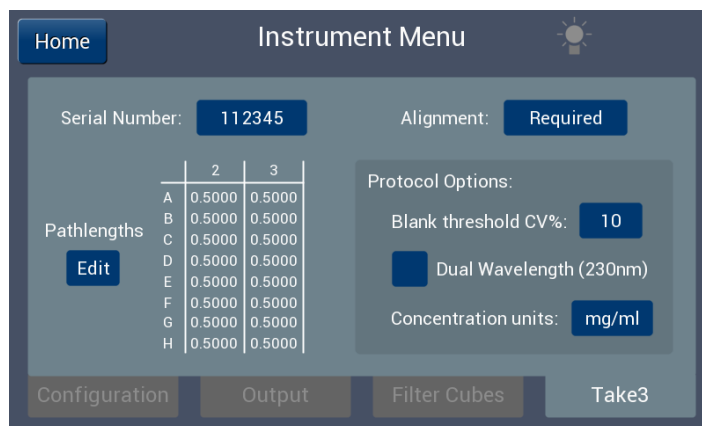 Home
Instrument Menu
Serial Number: 112345
Alignment: Required
2 3
A 0.5000 0.5000
B 0.5000 0.5000
C 0.5000 0.5000
D 0.5000 0.5000
E 0.5000 0.5000
F 0.5000 0.5000
G 0.5000 0.5000
H 0.5000 0.5000
Pathlengths
Edit
Protocol Options:
Blank threshold CV%: 10
Dual Wavelength (230nm)
Concentration units: mg/ml
Configuration
Output
Filter Cubes
Take3